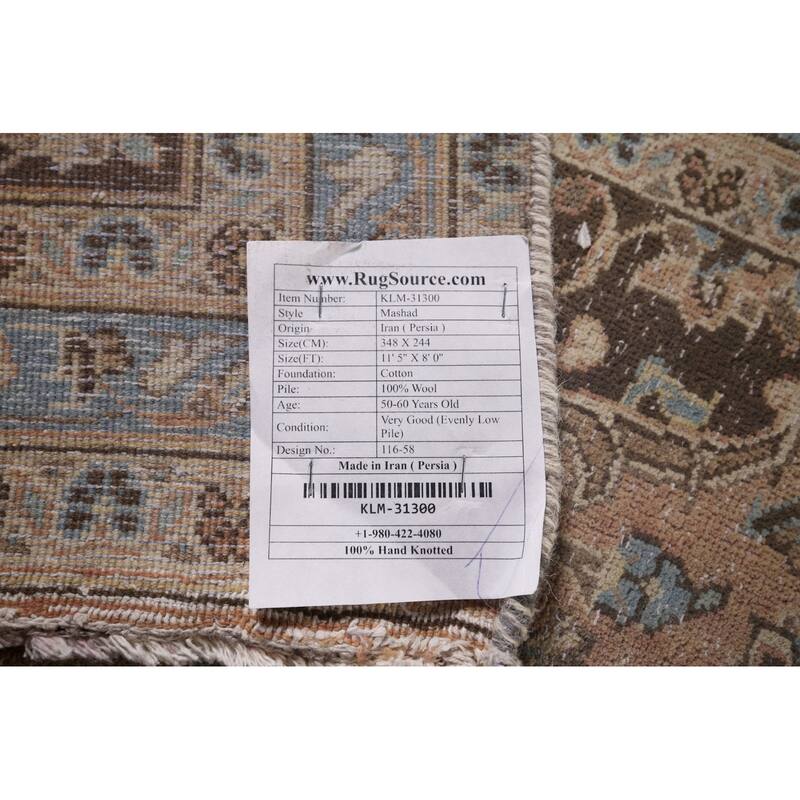 www.RugSource.com
Item Number: KLM-31300
Style Mashad
Origin Iran ( Persia )
Size(CM): 348 X 244
Size(FT): 11' 5" X 8' 0"
Foundation: Cotton
Pile: 100% Wool
Age: 50-60 Years Old
Condition: Very Good (Evenly Low
Pile)
Design No.: 116-58
Made in Iran ( Persia )
KLM-31300
+1-980-422-4080
100% Hand Knotted